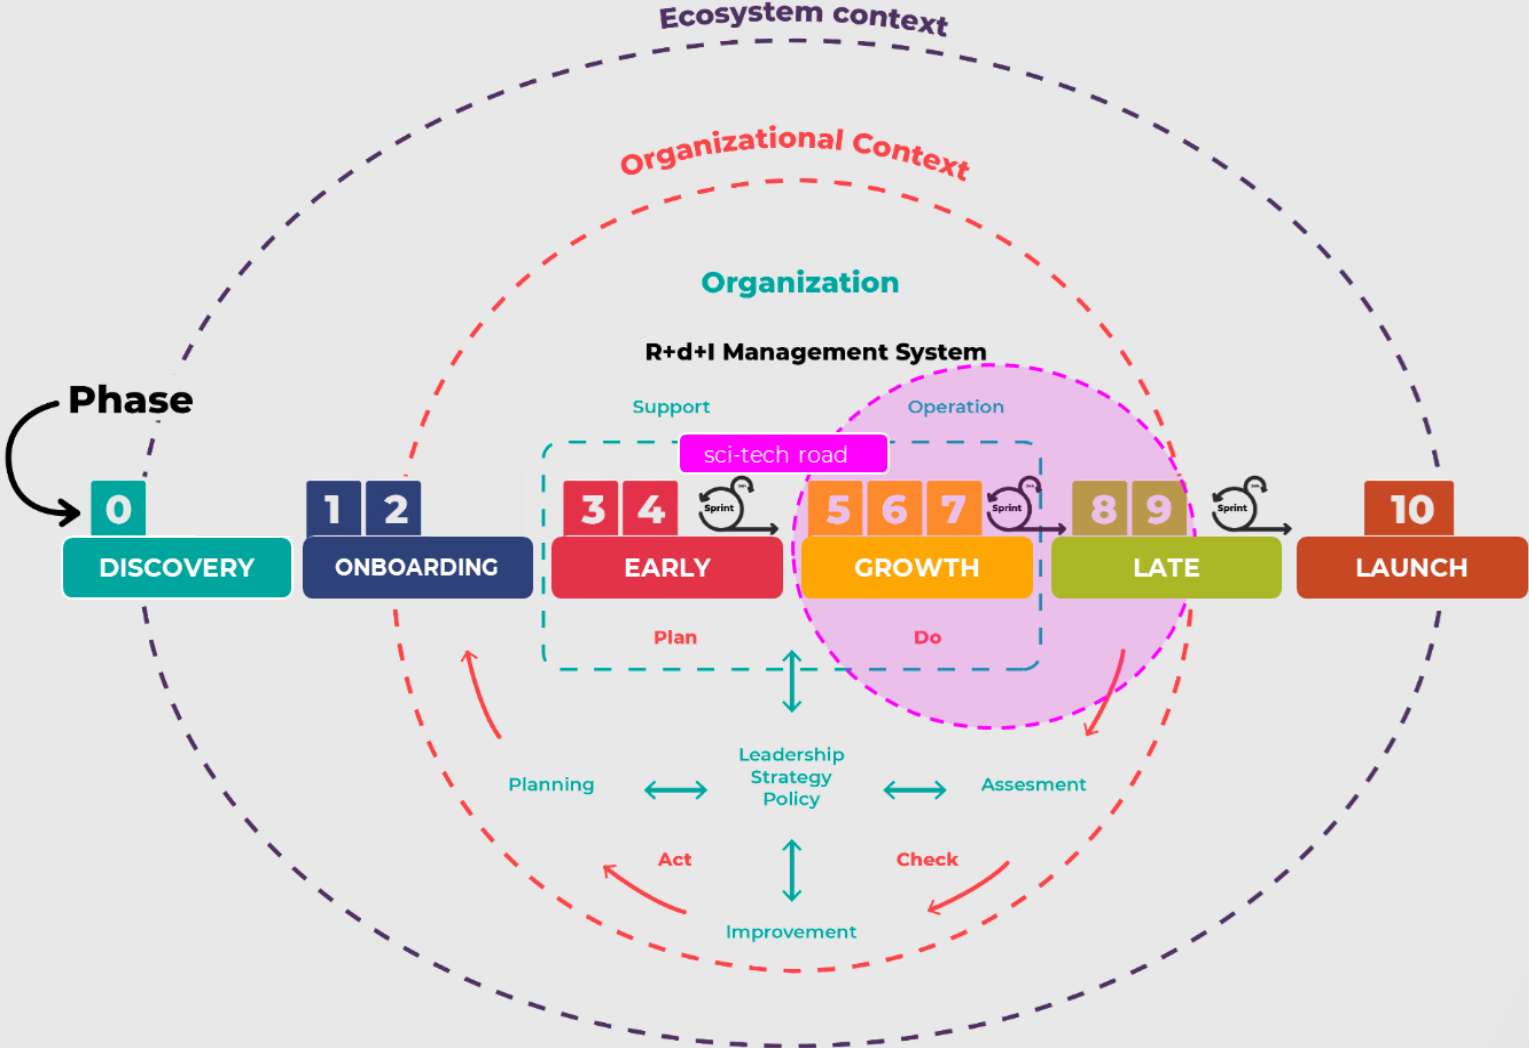 Ecosystem context
Organizational Context
Organization
R+d+I Management System
Phase
Support
Operation
sci-tech road
0
1 2
3 4
Sprint
5 6 7
Sprint
8 9
Sprint
10
DISCOVERY
ONBOARDING
EARLY
GROWTH
LATE
LAUNCH
Plan
Do
Leadership
Strategy
Policy
Planning
Assesment
Act
Check
Improvement